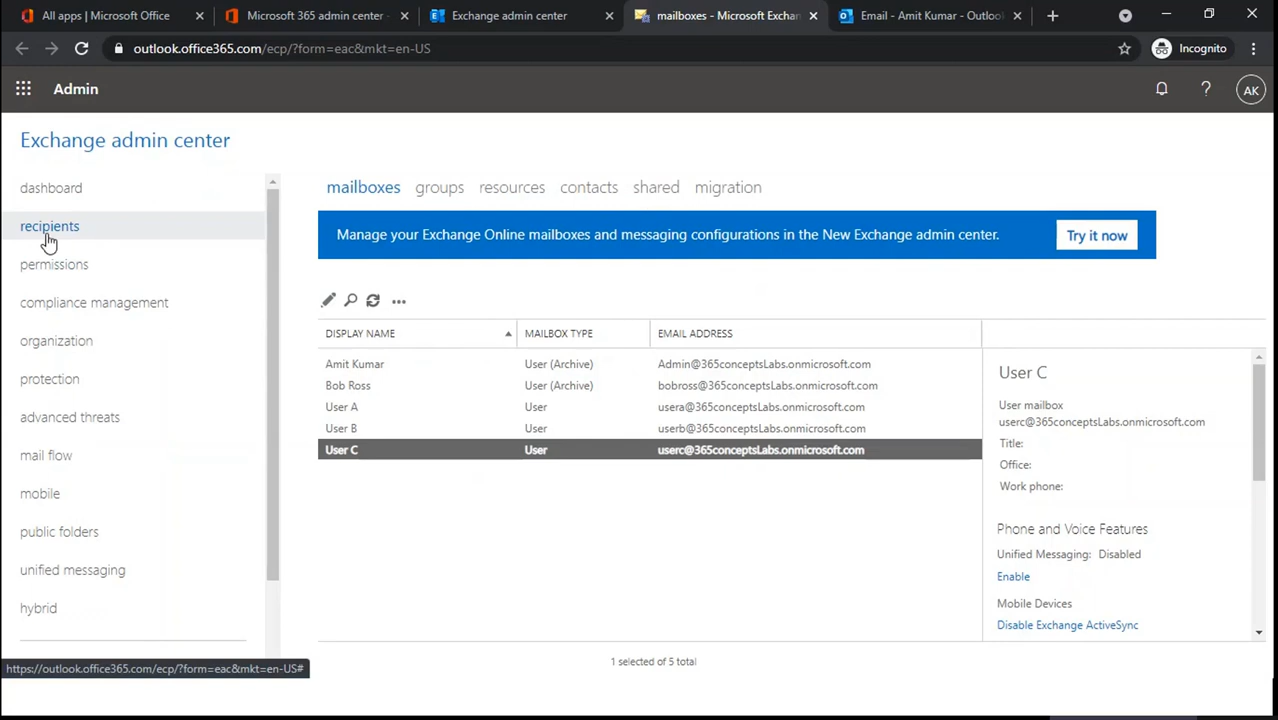 All apps | Microsoft Office
Microsoft 365 admin center -
Exchange admin center
mailboxes - Microsoft Exchan
Email - Amit Kumar - Outloo
outlook.office365.com/ecp/?form=eac&mkt=en-US
Incognito
Admin
AK
Exchange admin center
dashboard
recipients
permissions
compliance management
organization
protection
advanced threats
mail flow
mobile
public folders
unified messaging
hybrid
mailboxes groups resources contacts shared migration
Manage your Exchange Online mailboxes and messaging configurations in the New Exchange admin center. Try it now
DISPLAY NAME MAILBOX TYPE EMAIL ADDRESS
Amit Kumar User (Archive) Admin@365conceptsLabs.onmicrosoft.com
Bob Ross User (Archive) bobross@365conceptsLabs.onmicrosoft.com
User A User usera@365conceptsLabs.onmicrosoft.com
User B User userb@365conceptsLabs.onmicrosoft.com
User C User userc@365conceptsLabs.onmicrosoft.com
User C
User mailbox
userc@365conceptsLabs.onmicrosoft.com
Title:
Office:
Work phone:
Phone and Voice Features
Unified Messaging: Disabled
Enable
Mobile Devices
Disable Exchange ActiveSync
1 selected of 5 total
https://outlook.office365.com/ecp/?form=eac&mkt=en-US#